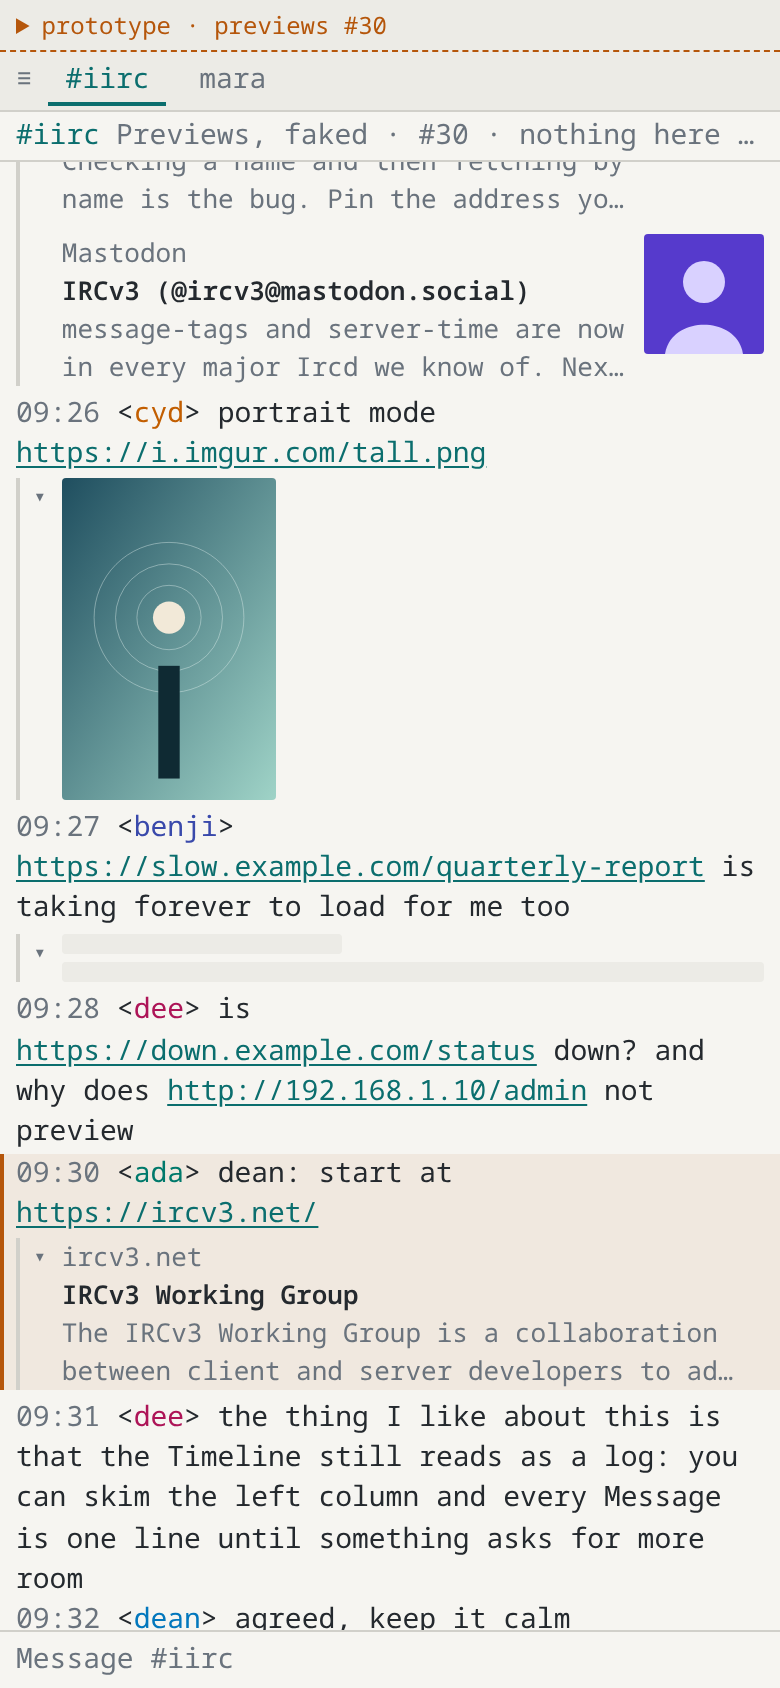 ▶ prototype · previews #30
≡ #iirc mara
#iirc Previews, faked · #30 · nothing here …
Checking a name and then fetching by
name is the bug. Pin the address yo…
Mastodon
IRCv3 (@ircv3@mastodon.social)
message-tags and server-time are now
in every major Ircd we know of. Nex…
09:26 <cyd> portrait mode
https://i.imgur.com/tall.png
▾
09:27 <benji>
https://slow.example.com/quarterly-report is
taking forever to load for me too
▾
09:28 <dee> is
https://down.example.com/status down? and
why does http://192.168.1.10/admin not
preview
09:30 <ada> dean: start at
https://ircv3.net/
▾ ircv3.net
IRCv3 Working Group
The IRCv3 Working Group is a collaboration
between client and server developers to ad…
09:31 <dee> the thing I like about this is
that the Timeline still reads as a log: you
can skim the left column and every Message
is one line until something asks for more
room
09:32 <dean> agreed, keep it calm
Message #iirc